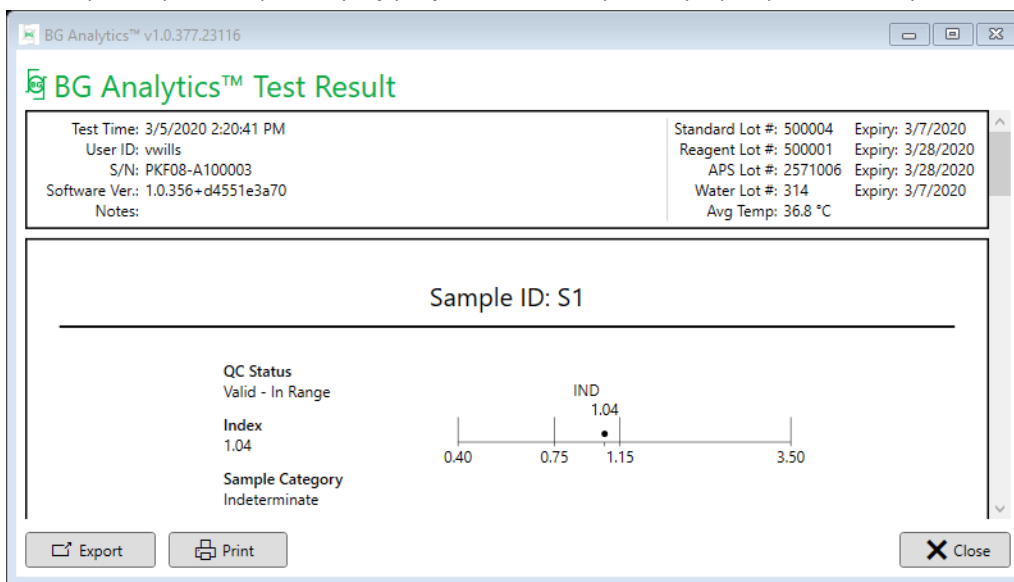 BG Analytics™ v1.0.377.23116
BG Analytics™ Test Result
Test Time: 3/5/2020 2:20:41 PM
User ID: vwills
S/N: PKF08-A100003
Software Ver.: 1.0.356+d4551e3a70
Notes:
Standard Lot #: 500004 Expiry: 3/7/2020
Reagent Lot #: 500001 Expiry: 3/28/2020
APS Lot #: 2571006 Expiry: 3/28/2020
Water Lot #: 314 Expiry: 3/7/2020
Avg Temp: 36.8 °C
Sample ID: S1
QC Status
Valid - In Range
Index
1.04
Sample Category
Indeterminate
IND
1.04
0.40 0.75 1.15 3.50
Export Print Close